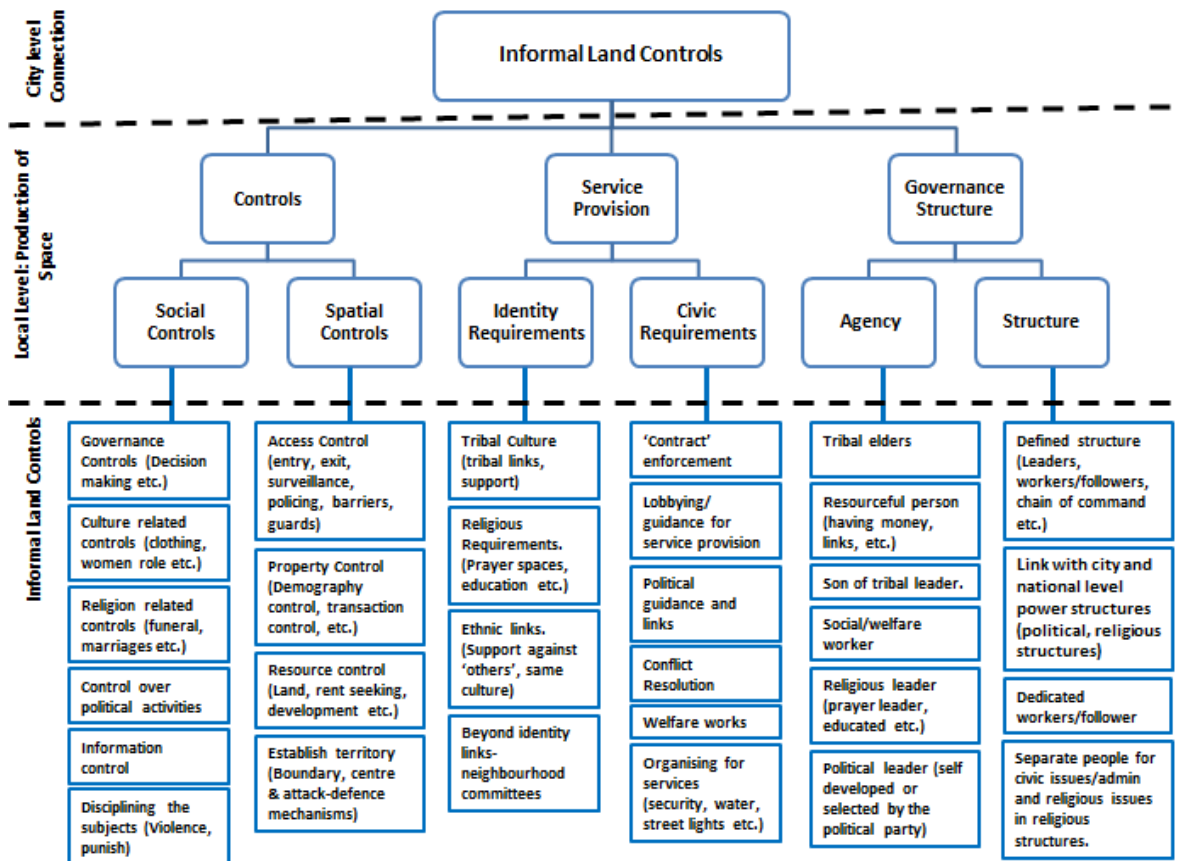 City level
Connection
Informal Land Controls
Local Level: Production of
Space
Controls
Service
Provision
Governance
Structure
Social
Controls
Spatial
Controls
Identity
Requirements
Civic
Requirements
Agency
Structure
Informal Land Controls
Governance
Controls (Decision
making etc.)
Culture related
controls (clothing,
women role etc.)
Religion related
controls (funeral,
marriages etc.)
Control over
political activities
Information
control
Disciplining the
subjects (Violence,
punish)
Access Control
(entry, exit,
surveillance,
policing, barriers,
guards)
Property Control
(Demography
control, transaction
control, etc.)
Resource control
(Land, rent seeking,
development etc.)
Establish territory
(Boundary, centre
& attack-defence
mechanisms)
Tribal Culture
(tribal links,
support)
Religious
Requirements.
(Prayer spaces,
education etc.)
Ethnic links.
(Support against
‘others’, same
culture)
Beyond identity
links-
neighbourhood
committees
‘Contract’
enforcement
Lobbying/
guidance for
service provision
Political
guidance and
links
Conflict
Resolution
Welfare works
Organising for
services
(security, water,
street lights etc.)
Tribal elders
Resourceful person
(having money,
links, etc.)
Son of tribal leader.
Social/welfare
worker
Religious leader
(prayer leader,
educated etc.)
Political leader (self
developed or
selected by the
political party)
Defined structure
(Leaders,
workers/followers,
chain of command
etc.)
Link with city and
national level
power structures
(political, religious
structures)
Dedicated
workers/follower
Separate people for
civic issues/admin
and religious issues
in religious
structures.